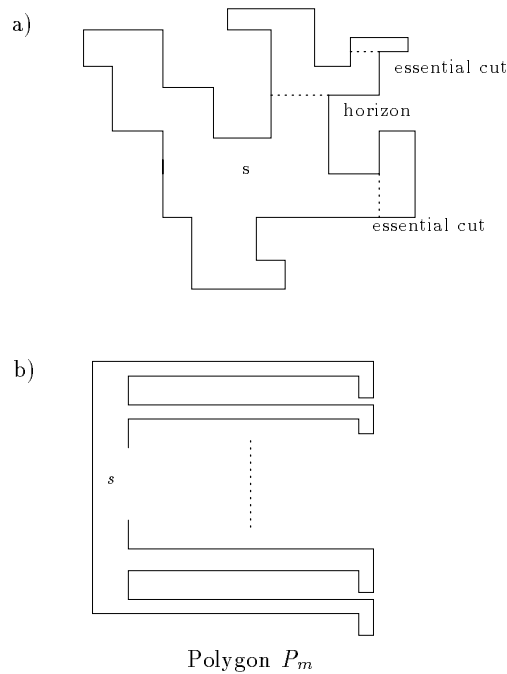 a)
essential cut
horizon
s
essential cut
b)
s
Polygon P_m